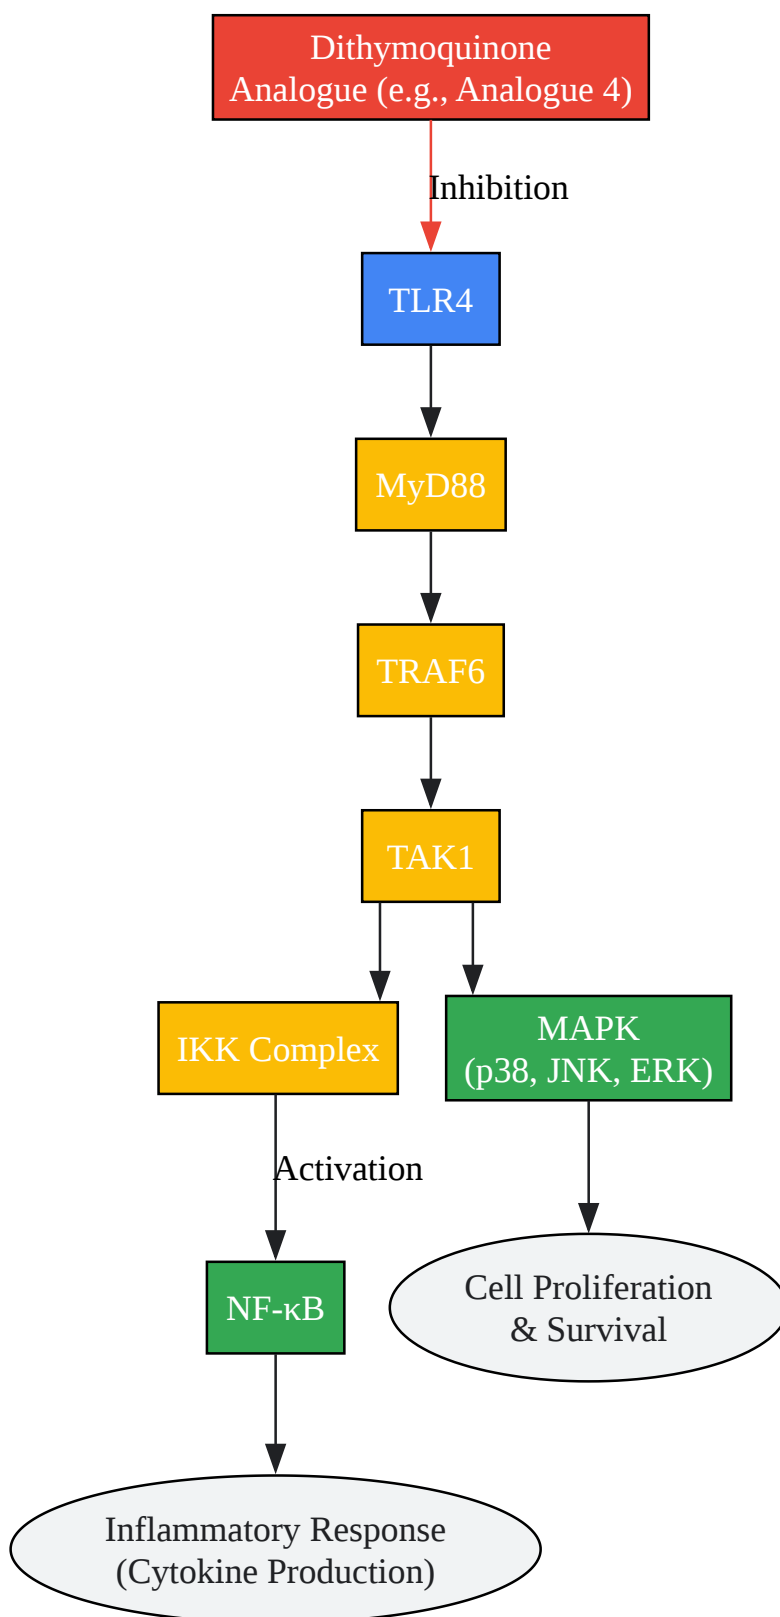 Dithymoquinone
Analogue (e.g., Analogue 4)
Inhibition
TLR4
MyD88
TRAF6
TAK1
IKK Complex
MAPK
(p38, JNK, ERK)
Activation
NF-κB
Cell Proliferation
& Survival
Inflammatory Response
(Cytokine Production)